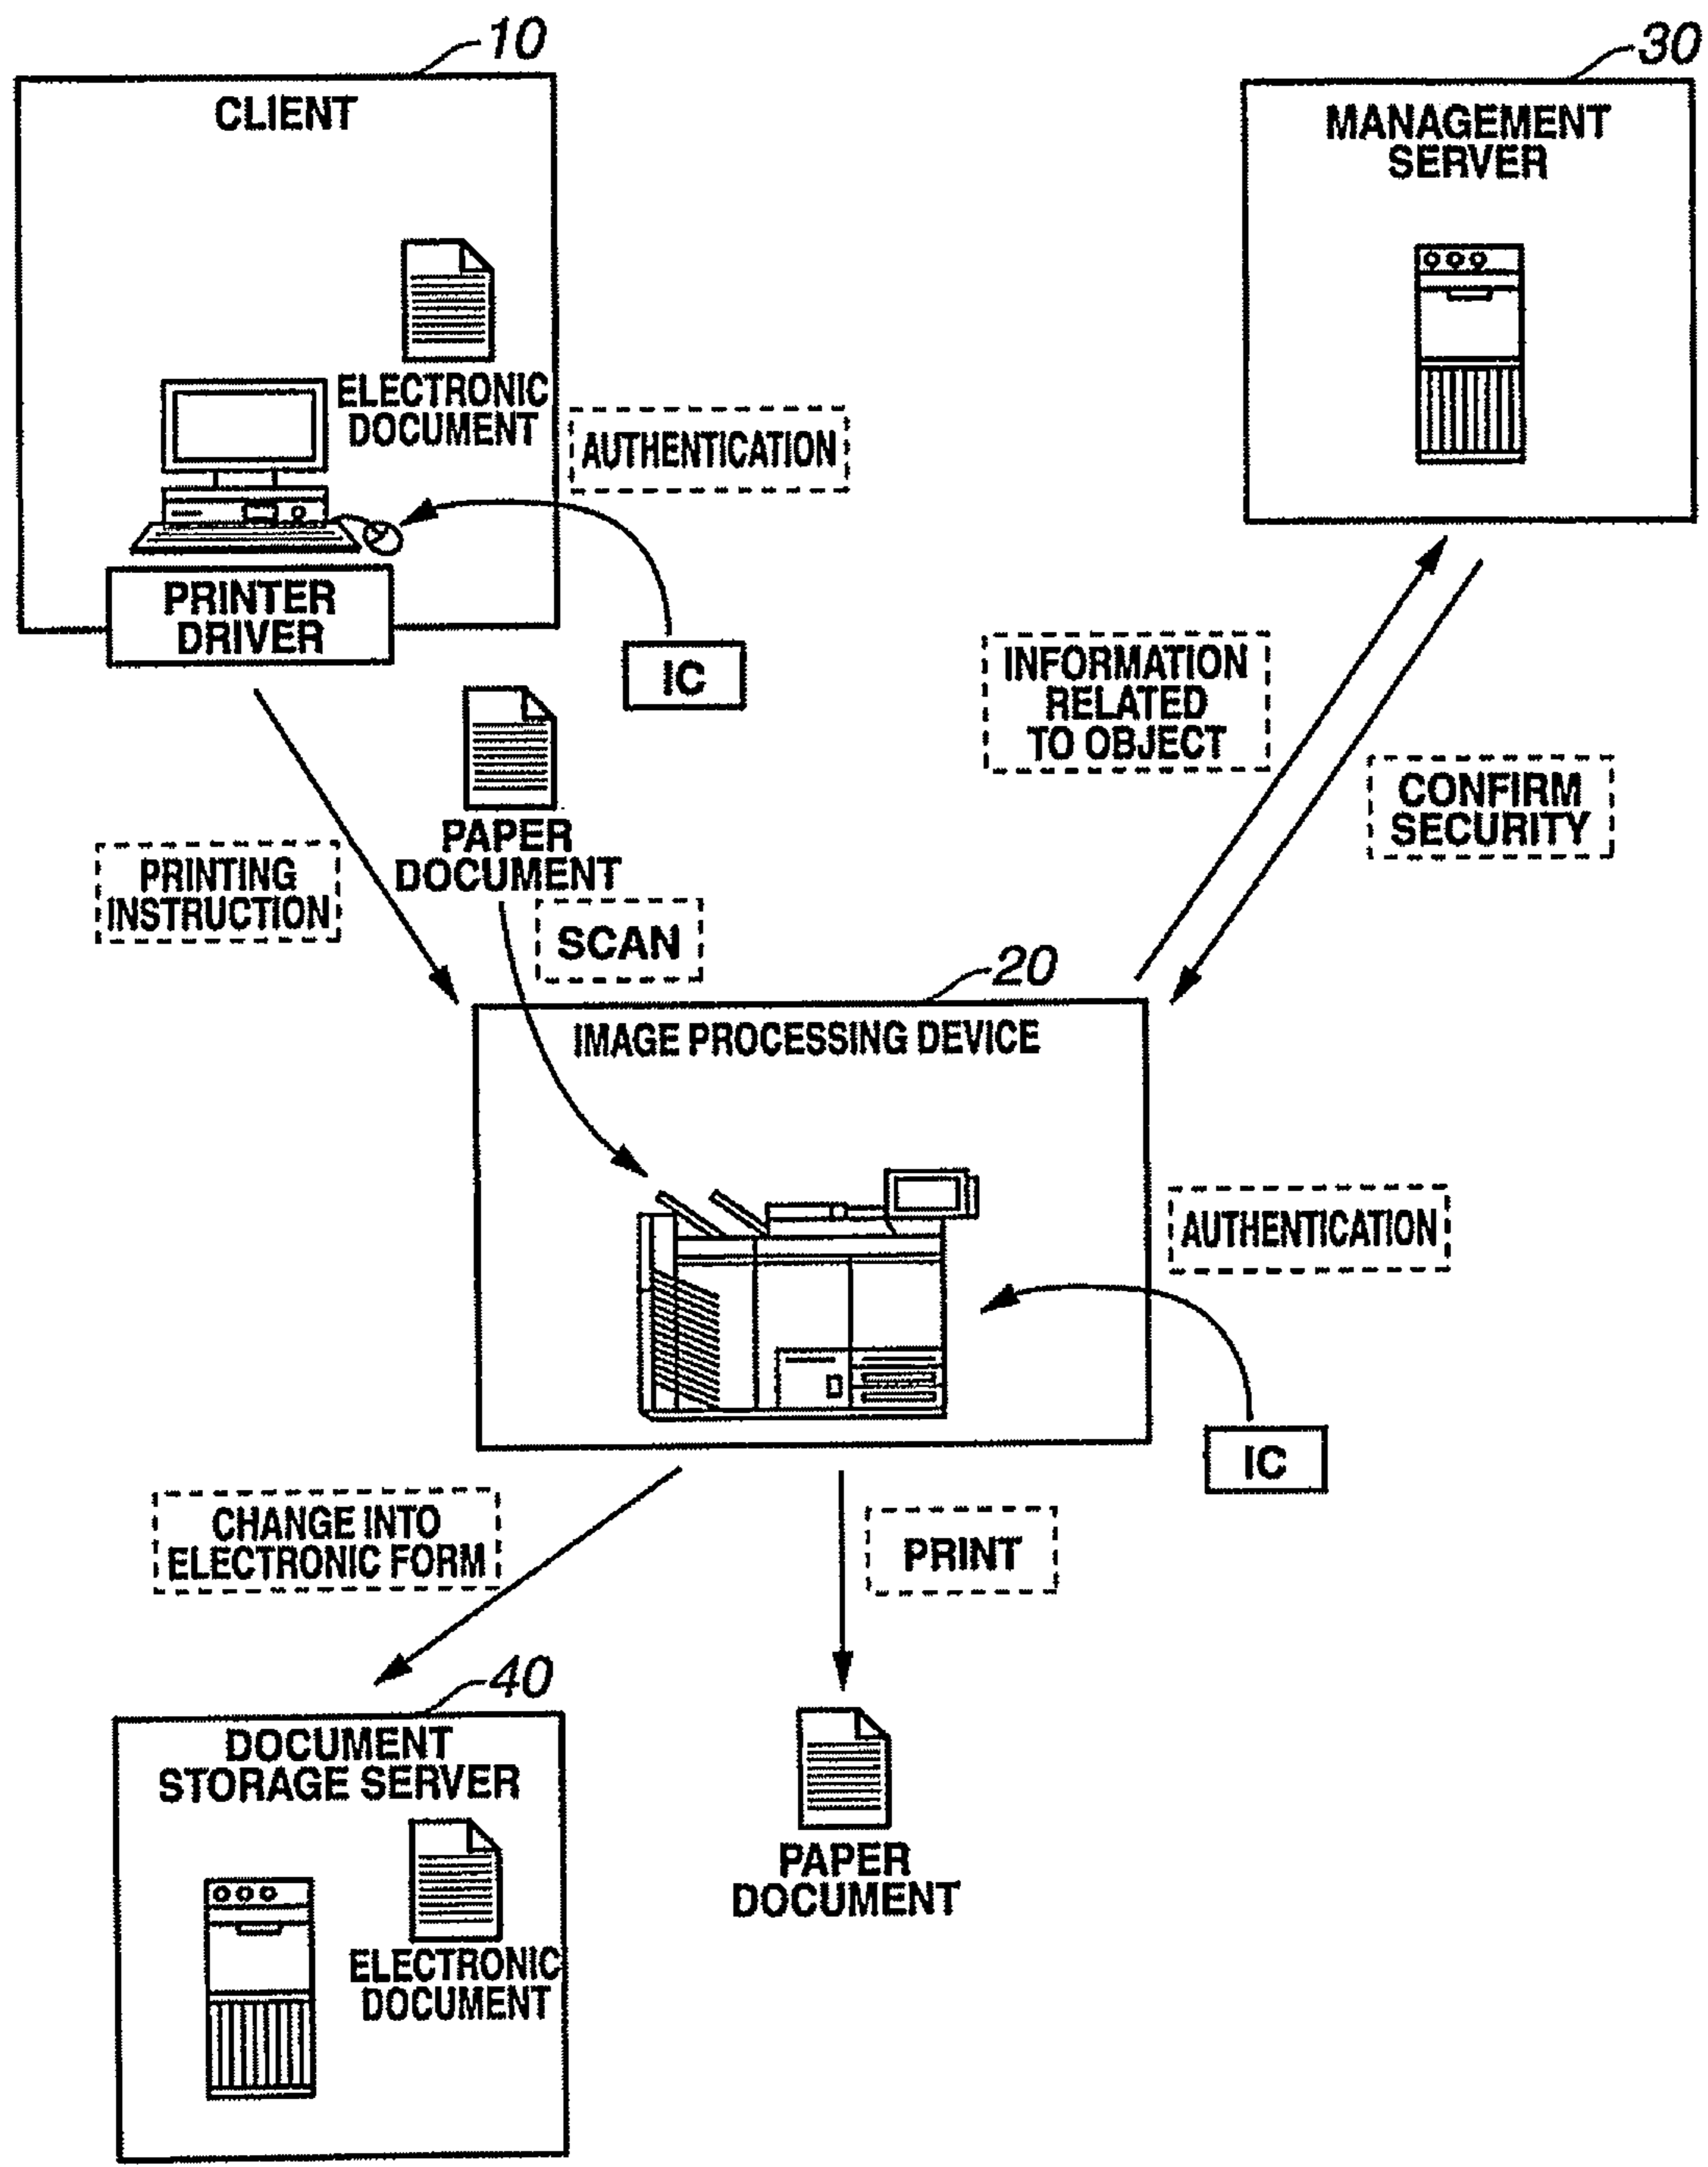 10
CLIENT
30
MANAGEMENT
SERVER
ELECTRONIC
DOCUMENT
AUTHENTICATION
PRINTER
DRIVER
IC
INFORMATION
RELATED
TO OBJECT
CONFIRM
SECURITY
PAPER
DOCUMENT
PRINTING
INSTRUCTION
SCAN
20
IMAGE PROCESSING DEVICE
AUTHENTICATION
IC
CHANGE INTO
ELECTRONIC FORM
PRINT
40
DOCUMENT
STORAGE SERVER
ELECTRONIC
DOCUMENT
PAPER
DOCUMENT